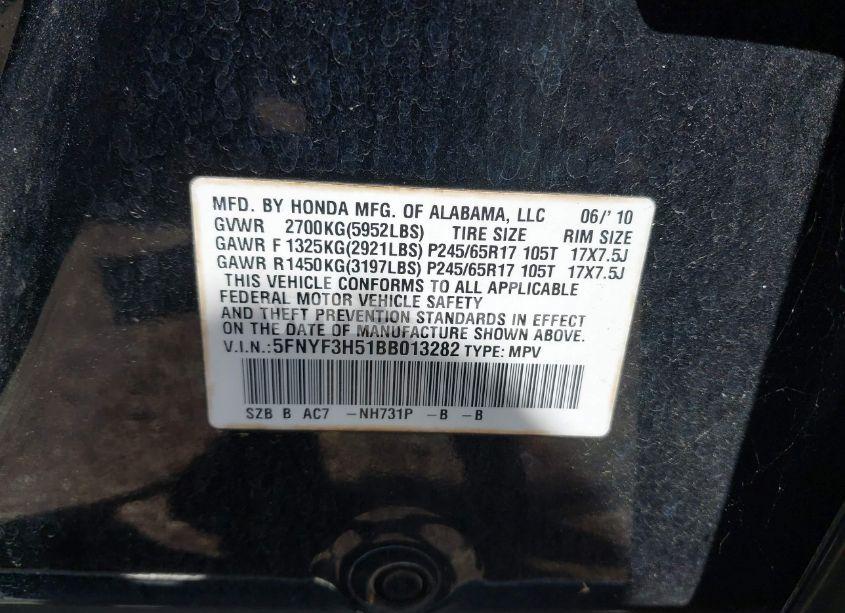 MFD. BY HONDA MFG. OF ALABAMA, LLC 06/'10
GVWR 2700KG(5952LBS) TIRE SIZE RIM SIZE
GAWR F 1325KG(2921LBS) P245/65R17 105T 17X7.5J
GAWR R1450KG(3197LBS) P245/65R17 105T 17X7.5J
THIS VEHICLE CONFORMS TO ALL APPLICABLE
FEDERAL MOTOR VEHICLE SAFETY
AND THEFT PREVENTION STANDARDS IN EFFECT
ON THE DATE OF MANUFACTURE SHOWN ABOVE.
V.I.N.:5FNYF3H51BB013282 TYPE: MPV
SZB B AC7 -NH731P -B -B